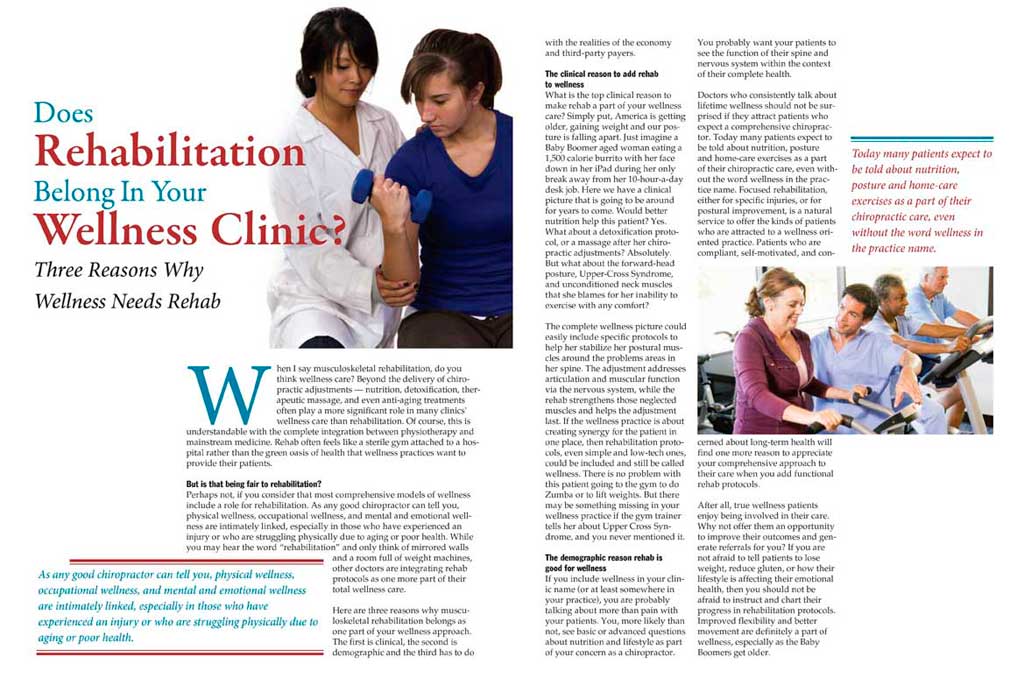 Does
Rehabilitation
Belong In Your
Wellness Clinic?
Three Reasons Why
Wellness Needs Rehab
When I say musculoskeletal rehabilitation, do you
think wellness care? Beyond the delivery of chiro-
practic adjustments — nutrition, detoxification, ther-
apeutic massage, and even anti-aging treatments
often play a more significant role in many clinics'
wellness care than rehabilitation. Of course, this is
understandable with the complete integration between physiotherapy and
mainstream medicine. Rehab often feels like a sterile gym attached to a hos-
pital rather than the green oasis of health that wellness practices want to
provide their patients.
But is that being fair to rehabilitation?
Perhaps not, if you consider that most comprehensive models of wellness
include a role for rehabilitation. As any good chiropractor can tell you,
physical wellness, occupational wellness, and mental and emotional well-
ness are intimately linked, especially in those who have experienced an
injury or who are struggling physically due to aging or poor health. While
you may hear the word "rehabilitation" and only think of mirrored walls
and a room full of weight machines,
other doctors are integrating rehab
protocols as one more part of their
total wellness care.
Here are three reasons why muscu-
loskeletal rehabilitation belongs as
one part of your wellness approach.
The first is clinical, the second is
demographic and the third has to do
As any good chiropractor can tell you, physical wellness,
occupational wellness, and mental and emotional wellness
are intimately linked, especially in those who have
experienced an injury or who are struggling physically due to
aging or poor health.
with the realities of the economy
and third-party payers.
The clinical reason to add rehab
to wellness
What is the top clinical reason to
make rehab a part of your wellness
care? Simply put, America is getting
older, gaining weight and our pos-
ture is falling apart. Just imagine a
Baby Boomer aged woman eating a
1,500 calorie burrito with her face
down in her iPad during her only
break away from her 10-hour-a-day
desk job. Here we have a clinical
picture that is going to be around
for years to come. Would better
nutrition help this patient? Yes.
What about a detoxification proto-
col, or a massage after her chiro-
practic adjustments? Absolutely.
But what about the forward-head
posture, Upper-Cross Syndrome,
and unconditioned neck muscles
that she blames for her inability to
exercise with any comfort?
The complete wellness picture could
easily include specific protocols to
help her stabilize her postural mus-
cles around the problems areas in
her spine. The adjustment addresses
articulation and muscular function
via the nervous system, while the
rehab strengthens those neglected
muscles and helps the adjustment
last. If the wellness practice is about
creating synergy for the patient in
one place, then rehabilitation proto-
cols, even simple and low-tech ones,
could be included and still be called
wellness. There is no problem with
this patient going to the gym to do
Zumba or to lift weights. But there
may be something missing in your
wellness practice if the gym trainer
tells her about Upper Cross Syn-
drome, and you never mentioned it.
The demographic reason rehab is
good for wellness
If you include wellness in your clin-
ic name (or at least somewhere in
your practice), you are probably
talking about more than pain with
your patients. You, more likely than
not, see basic or advanced questions
about nutrition and lifestyle as part
of your concern as a chiropractor.
You probably want your patients to
see the function of their spine and
nervous system within the context
of their complete health.
Doctors who consistently talk about
lifetime wellness should not be sur-
prised if they attract patients who
expect a comprehensive chiroprac-
tor. Today many patients expect to
be told about nutrition, posture
and home-care exercises as a part
of their chiropractic care, even with-
out the word wellness in the prac-
tice name. Focused rehabilitation,
either for specific injuries, or for
postural improvement, is a natural
service to offer the kinds of patients
who are attracted to a wellness ori-
ented practice. Patients who are
compliant, self-motivated, and con-
cerned about long-term health will
find one more reason to appreciate
your comprehensive approach to
their care when you add functional
rehab protocols.
After all, true wellness patients
enjoy being involved in their care.
Why not offer them an opportunity
to improve their outcomes and gen-
erate referrals for you? If you are
not afraid to tell patients to lose
weight, reduce gluten, or how their
lifestyle is affecting their emotional
health, then you should not be
afraid to instruct and chart their
progress in rehabilitation protocols.
Improved flexibility and better
movement are definitely a part of
wellness, especially as the Baby
Boomers get older.
Today many patients expect to
be told about nutrition,
posture and home-care
exercises as a part of their
chiropractic care, even
without the word wellness in
the practice name.